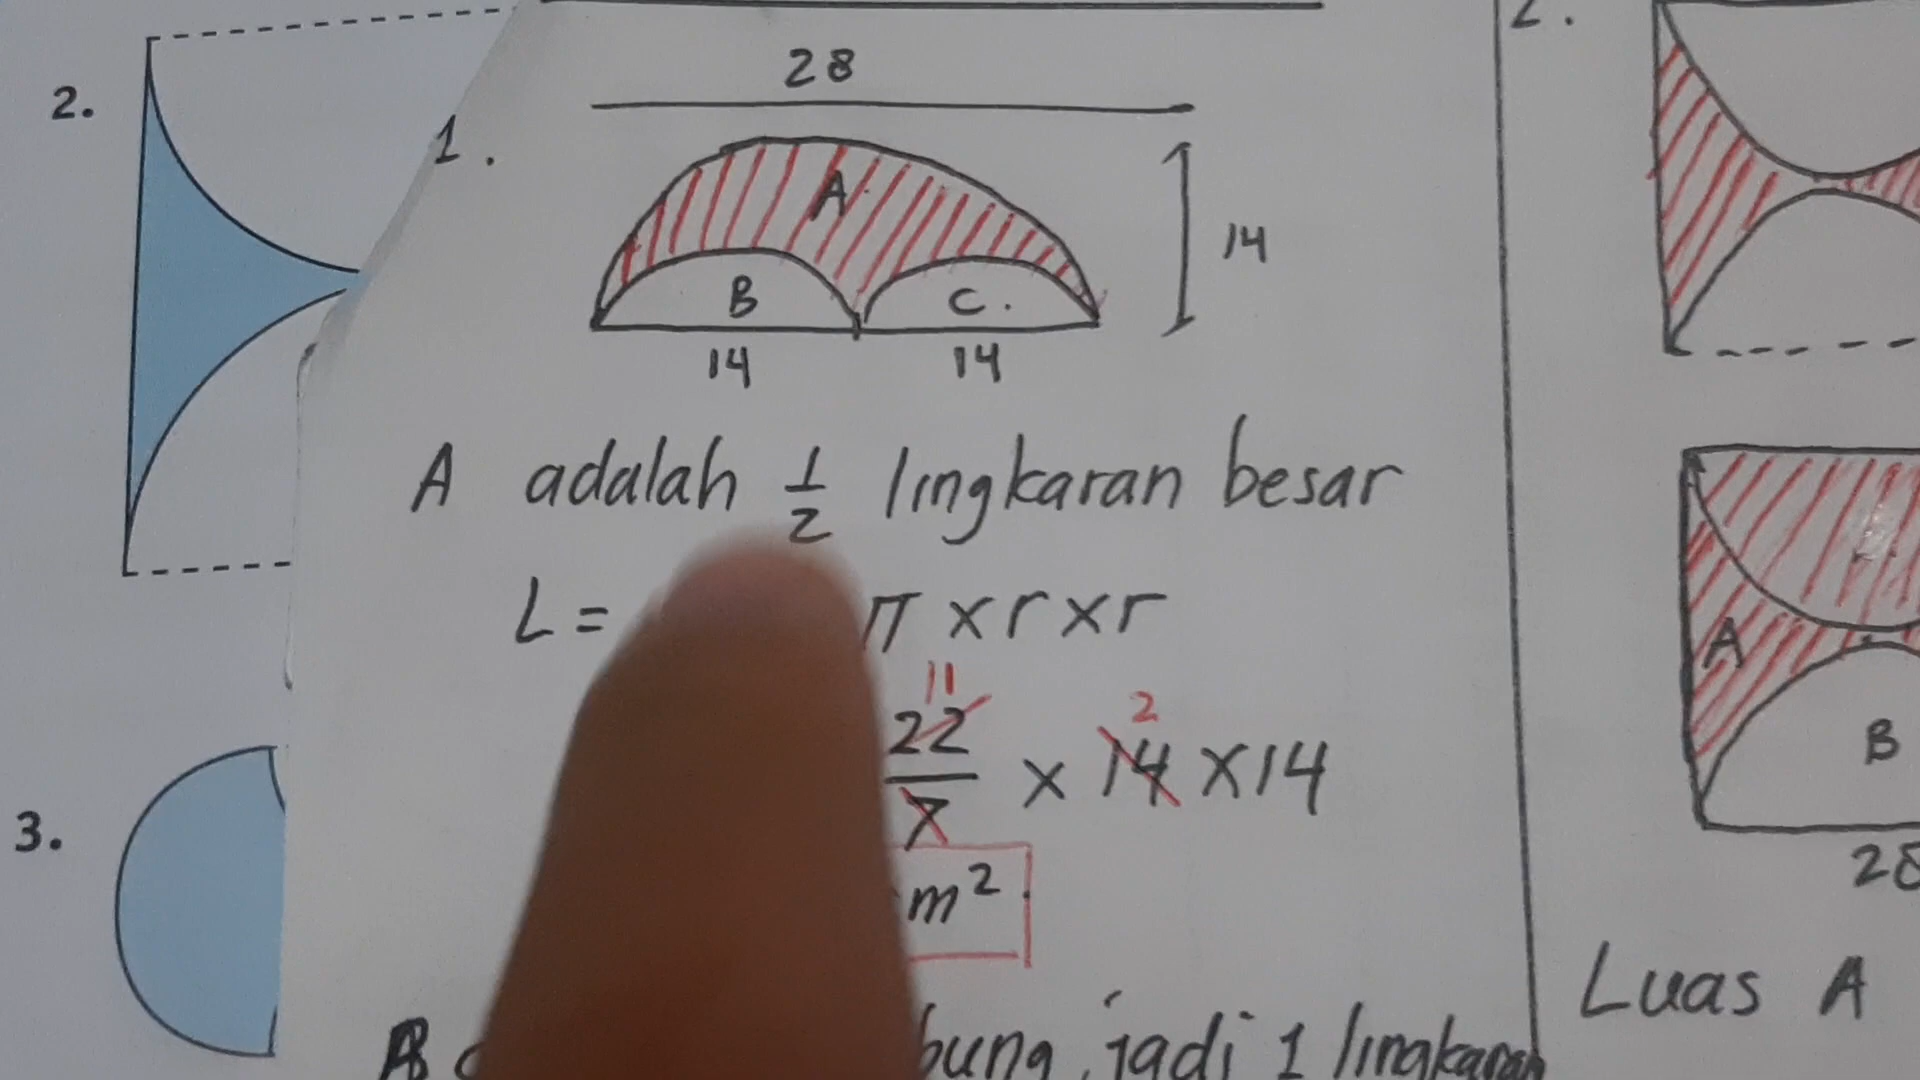 2.
3.
1.
28
A
14
B
C.
14
14
A adalah 1/2 lingkaran besar
L = π x r x r
11
2
22/7 x 14 x 14
m²
B
jadi 1 lingkaran
2.
A
B
28
Luas A